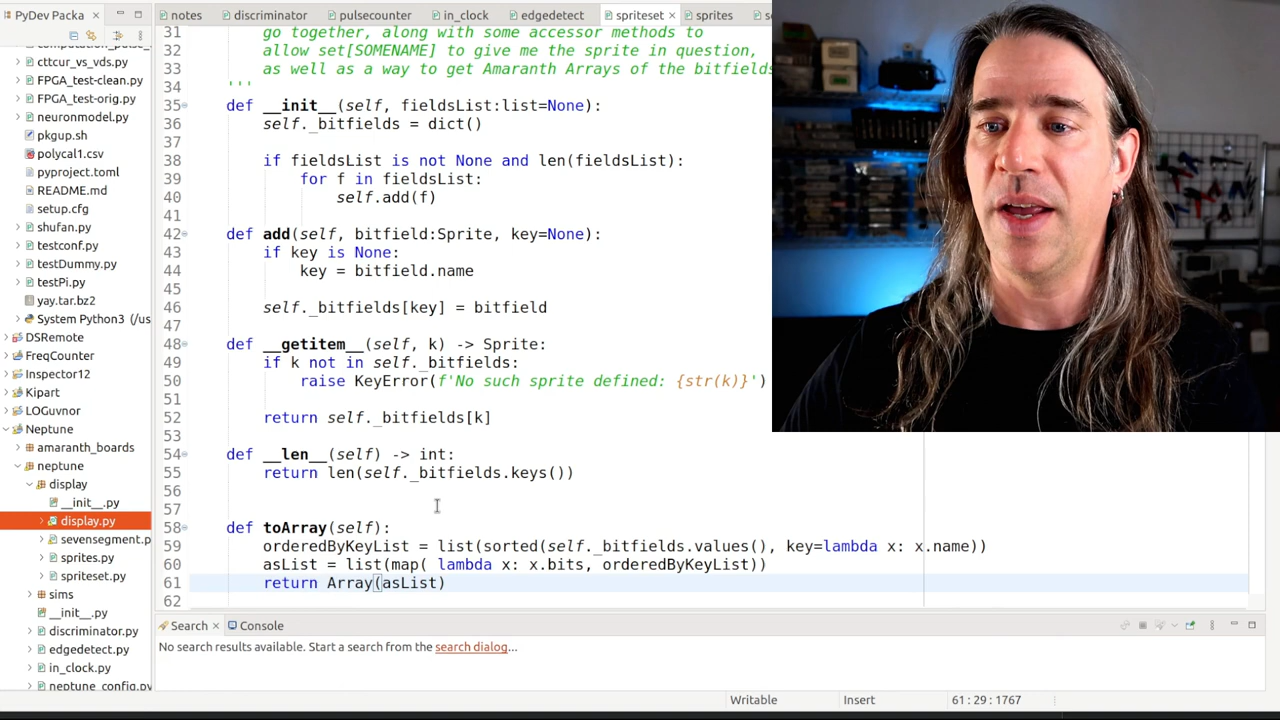 PyDev Packa
notes
discriminator
pulsecounter
in_clock
edgedetect
spriteset
sprites
cttcur_vs_vds.py
FPGA_test-clean.py
FPGA_test-orig.py
neuronmodel.py
pkgup.sh
polycal1.csv
pyproject.toml
README.md
setup.cfg
shufan.py
testconf.py
testDummy.py
testPi.py
yay.tar.bz2
System Python3 (/us
DSRemote
FreqCounter
Inspector12
Kipart
LOGuvnor
Neptune
amaranth_boards
neptune
display
__init__.py
display.py
sevensegment.p
sprites.py
spriteset.py
sims
__init__.py
discriminator.py
edgedetect.py
in_clock.py
neptune_config.py
31 go together, along with some accessor methods to
32 allow set[SOMENAME] to give me the sprite in question,
33 as well as a way to get Amaranth Arrays of the bitfields
34 '''
35 def __init__(self, fieldsList:list=None):
36 self._bitfields = dict()
37
38 if fieldsList is not None and len(fieldsList):
39 for f in fieldsList:
40 self.add(f)
41
42 def add(self, bitfield:Sprite, key=None):
43 if key is None:
44 key = bitfield.name
45
46 self._bitfields[key] = bitfield
47
48 def __getitem__(self, k) -> Sprite:
49 if k not in self._bitfields:
50 raise KeyError(f'No such sprite defined: {str(k)}')
51
52 return self._bitfields[k]
53
54 def __len__(self) -> int:
55 return len(self._bitfields.keys())
56
57
58 def toArray(self):
59 orderedByKeyList = list(sorted(self._bitfields.values(), key=lambda x: x.name))
60 asList = list(map( lambda x: x.bits, orderedByKeyList))
61 return Array(asList)
62
Search
Console
No search results available. Start a search from the search dialog...
Writable
Insert
61 : 29 : 1767